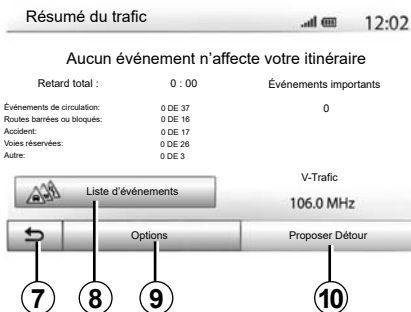 Résumé du trafic 12:02
Aucun événement n’affecte votre itinéraire
Retard total : 0 : 00 Événements importants
0
Événements de circulation: 0 DE 37
Routes barrées ou bloqués: 0 DE 16
Accident: 0 DE 17
Voies réservées: 0 DE 26
Autre: 0 DE 3
V-Trafic
Liste d’événements
106.0 MHz
Options Proposer Détour
7 8 9 10